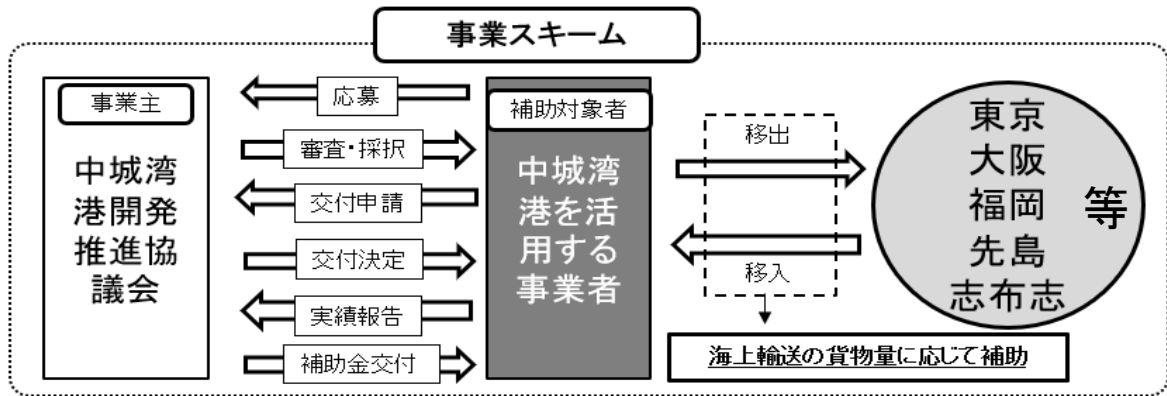 事業スキーム
事業主
中城湾
港開発
推進協
議会
応募
審査・採択
交付申請
交付決定
実績報告
補助金交付
補助対象者
中城湾
港を活
用する
事業者
移出
移入
東京
大阪
福岡
先島
志布志
等
海上輸送の貨物量に応じて補助